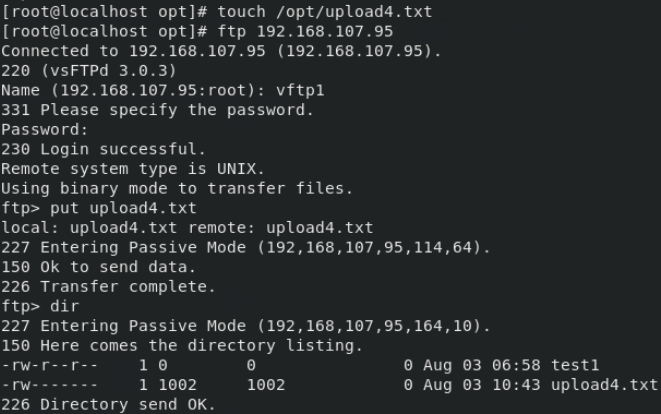 [root@localhost opt]# touch /opt/upload4.txt
[root@localhost opt]# ftp 192.168.107.95
Connected to 192.168.107.95 (192.168.107.95).
220 (vsFTPd 3.0.3)
Name (192.168.107.95:root): vftp1
331 Please specify the password.
Password:
230 Login successful.
Remote system type is UNIX.
Using binary mode to transfer files.
ftp> put upload4.txt
local: upload4.txt remote: upload4.txt
227 Entering Passive Mode (192,168,107,95,114,64).
150 Ok to send data.
226 Transfer complete.
ftp> dir
227 Entering Passive Mode (192,168,107,95,164,10).
150 Here comes the directory listing.
-rw-r--r--    1 0        0               0 Aug 03 06:58 test1
-rw-------    1 1002     1002            0 Aug 03 10:43 upload4.txt
226 Directory send OK.